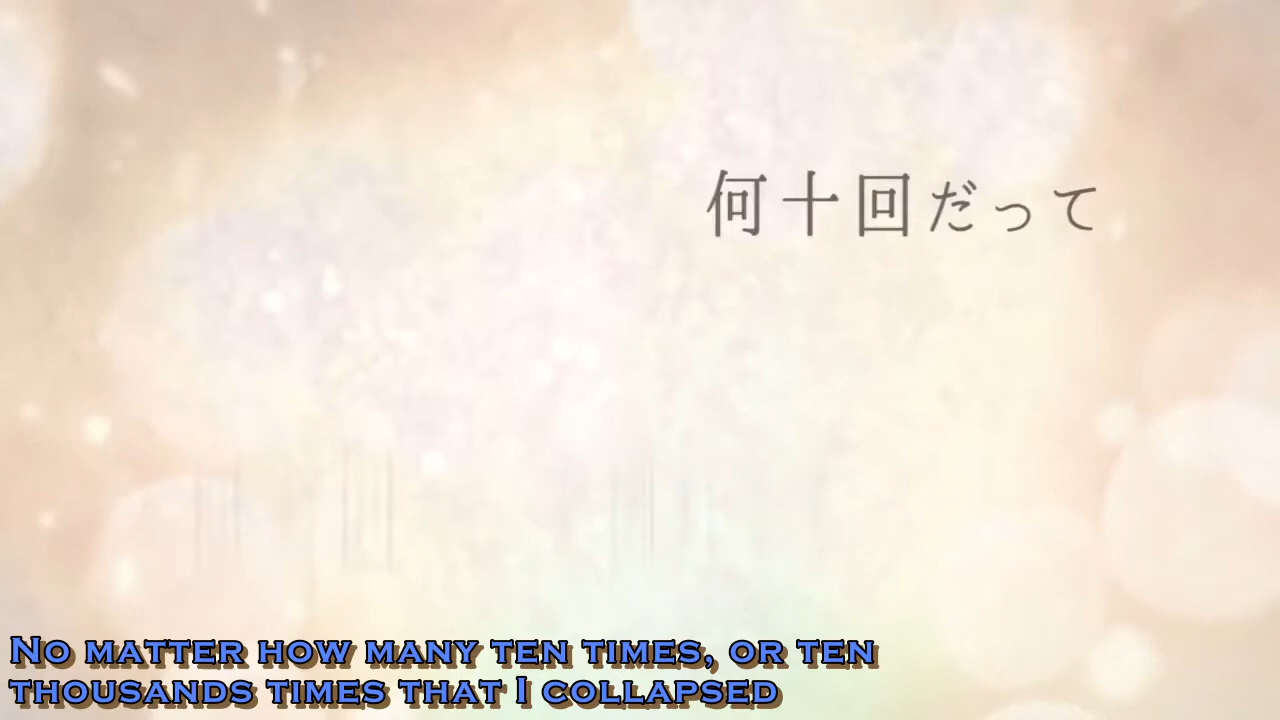 何十回だって
No matter how many ten times, or ten
thousands times that I collapsed